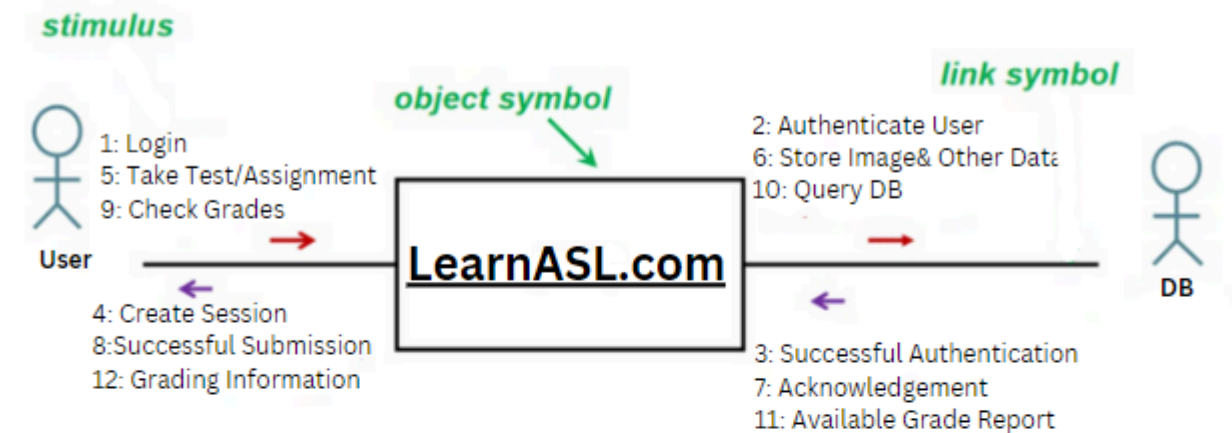 stimulus
link symbol
object symbol
1: Login
5: Take Test/Assignment
9: Check Grades
2: Authenticate User
6: Store Image& Other Data
10: Query DB
User
LearnASL.com
DB
4: Create Session
8:Successful Submission
12: Grading Information
3: Successful Authentication
7: Acknowledgement
11: Available Grade Report